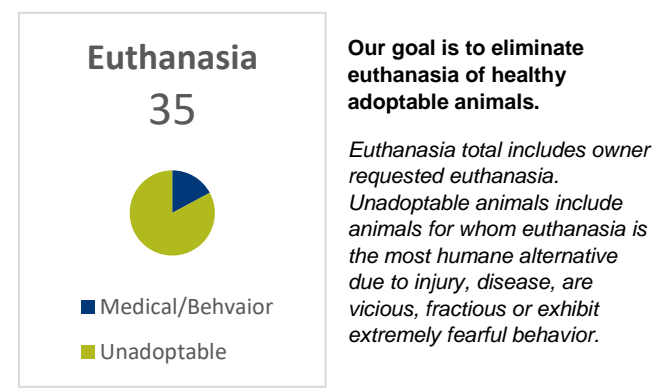 Euthanasia
35
Medical/Behvaior
Unadoptable
Our goal is to eliminate
euthanasia of healthy
adoptable animals.
Euthanasia total includes owner
requested euthanasia.
Unadoptable animals include
animals for whom euthanasia is
the most humane alternative
due to injury, disease, are
vicious, fractious or exhibit
extremely fearful behavior.